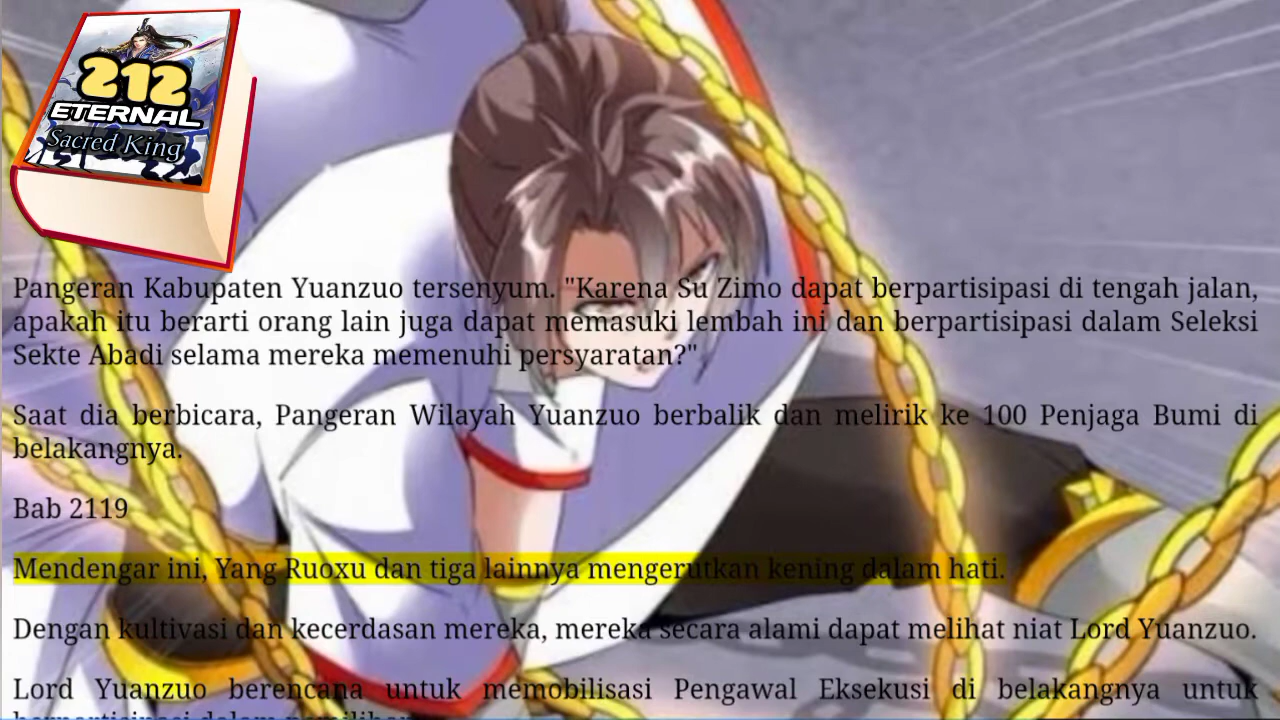 212
ETERNAL
Sacred King
Pangeran Kabupaten Yuanzuo tersenyum. "Karena Su Zimo dapat berpartisipasi di tengah jalan,
apakah itu berarti orang lain juga dapat memasuki lembah ini dan berpartisipasi dalam Seleksi
Sekte Abadi selama mereka memenuhi persyaratan?"
Saat dia berbicara, Pangeran Wilayah Yuanzuo berbalik dan melirik ke 100 Penjaga Bumi di
belakangnya.
Bab 2119
Mendengar ini, Yang Ruoxu dan tiga lainnya mengerutkan kening dalam hati.
Dengan kultivasi dan kecerdasan mereka, mereka secara alami dapat melihat niat Lord Yuanzuo.
Lord Yuanzuo berencana untuk memobilisasi Pengawal Eksekusi di belakangnya untuk